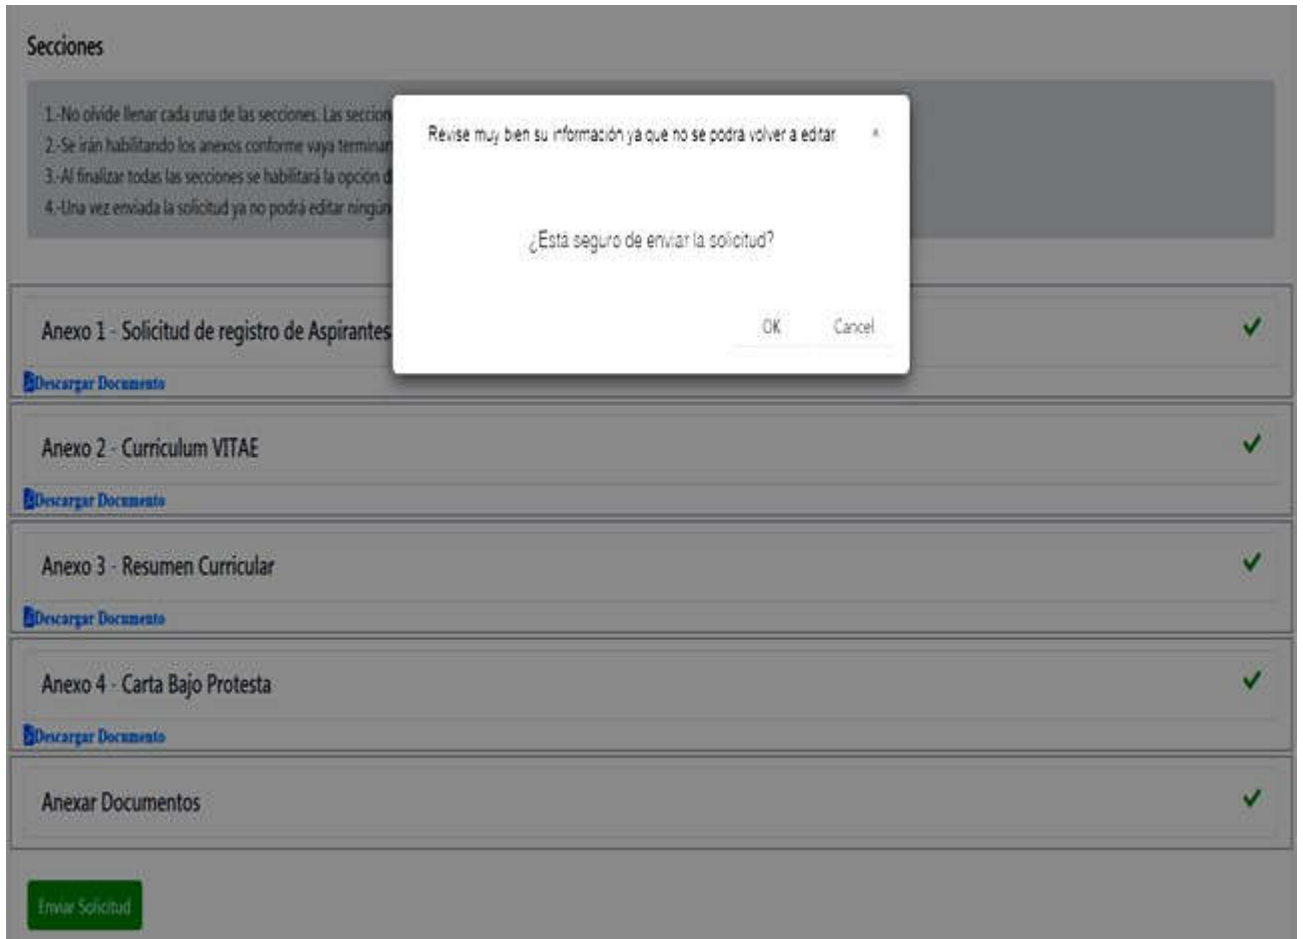 Secciones
1.-No olvide llenar cada una de las secciones. Las seccion
2.-Se irán habilitando los anexos conforme vaya terminan
3.-Al finalizar todas las secciones se habilitará la opción d
4.-Una vez enviada la solicitud ya no podrá editar ningún
Revise muy bien su información ya que no se podrá volver a editar ×
¿Está seguro de enviar la solicitud?
OK Cancel
Anexo 1 - Solicitud de registro de Aspirantes
Descargar Documento
Anexo 2 - Curriculum VITAE
Descargar Documento
Anexo 3 - Resumen Curricular
Descargar Documento
Anexo 4 - Carta Bajo Protesta
Descargar Documento
Anexar Documentos
Enviar Solicitud